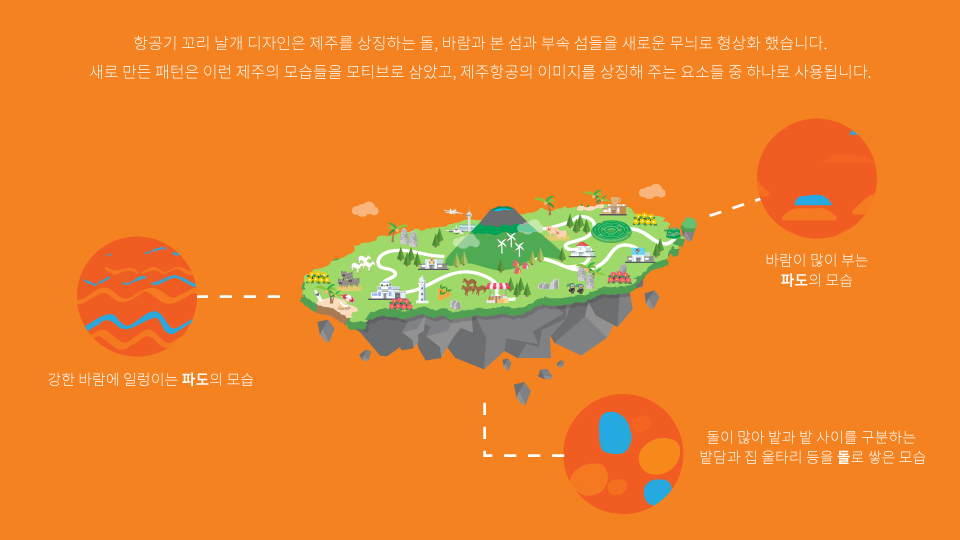 항공기 꼬리 날개 디자인은 제주를 상징하는 돌, 바람과 본 섬과 부속 섬들을 새로운 무늬로 형상화 했습니다.
새로 만든 패턴은 이런 제주의 모습들을 모티브로 삼았고, 제주항공의 이미지를 상징해 주는 요소들 중 하나로 사용됩니다.
바람이 많이 부는
파도의 모습
강한 바람에 일렁이는 파도의 모습
돌이 많아 밭과 밭 사이를 구분하는
밭담과 집 울타리 등을 돌로 쌓은 모습